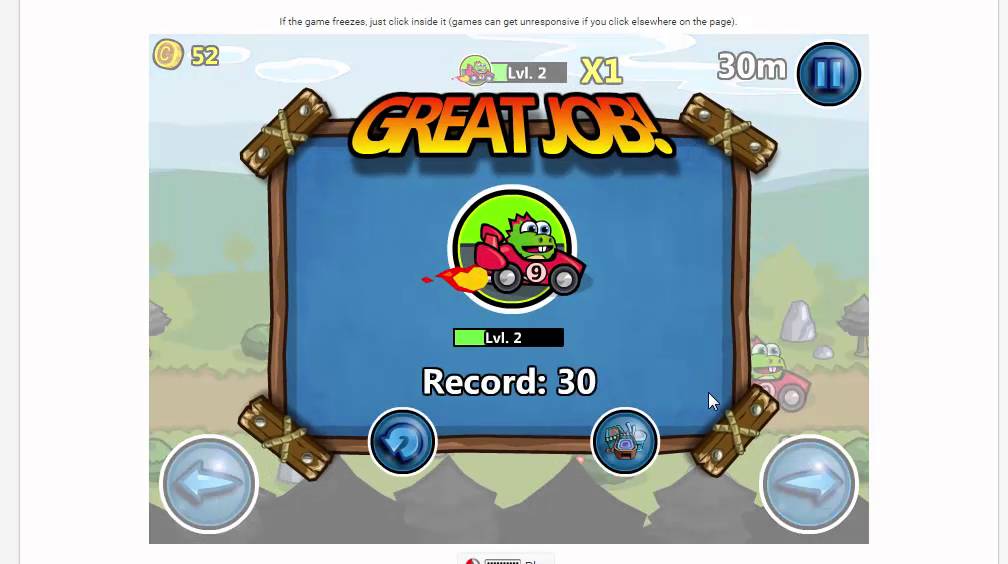 If the game freezes, just click inside it (games can get unresponsive if you click elsewhere on the page).
52
Lvl. 2
X1
30m
GREAT JOB!
9
Lvl. 2
Record: 30